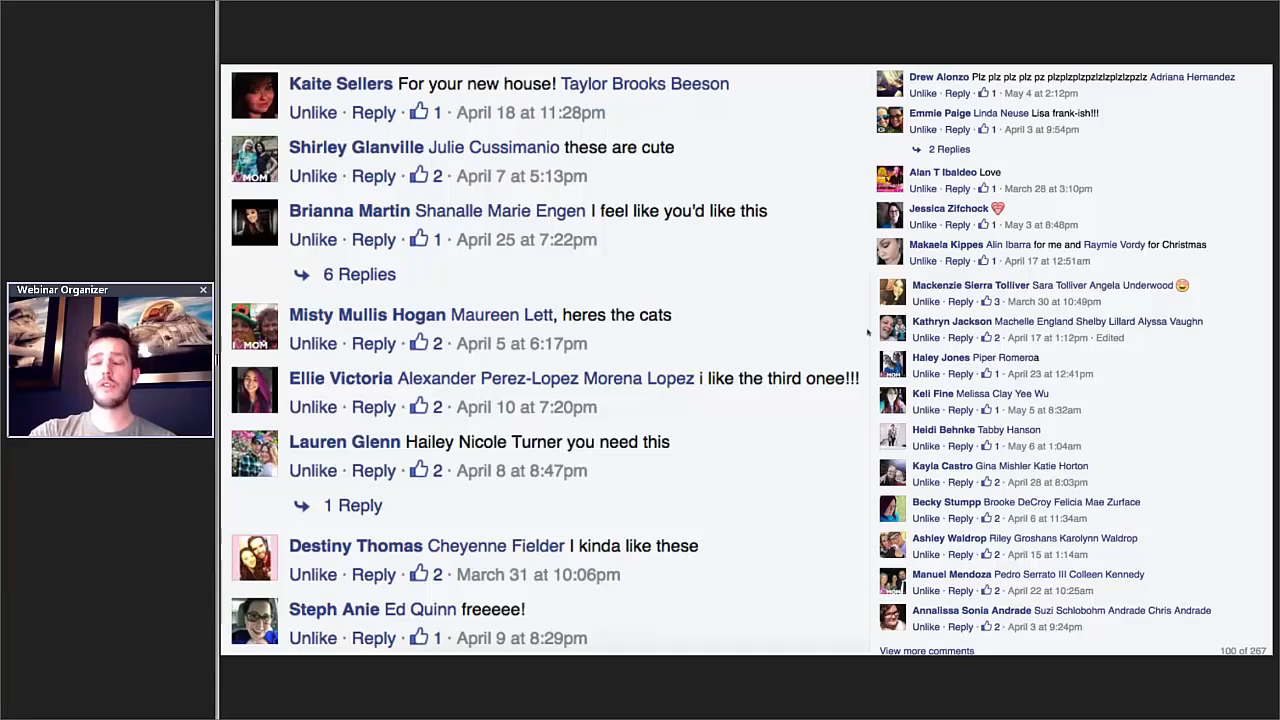 Webinar Organizer
Kaite Sellers For your new house! Taylor Brooks Beeson
Unlike · Reply · 1 · April 18 at 11:28pm
Shirley Glanville Julie Cussimanio these are cute
Unlike · Reply · 2 · April 7 at 5:13pm
Brianna Martin Shanalle Marie Engen I feel like you'd like this
Unlike · Reply · 1 · April 25 at 7:22pm
6 Replies
Misty Mullis Hogan Maureen Lett, heres the cats
Unlike · Reply · 2 · April 5 at 6:17pm
Ellie Victoria Alexander Perez-Lopez Morena Lopez i like the third onee!!!
Unlike · Reply · 2 · April 10 at 7:20pm
Lauren Glenn Hailey Nicole Turner you need this
Unlike · Reply · 2 · April 8 at 8:47pm
1 Reply
Destiny Thomas Cheyenne Fielder I kinda like these
Unlike · Reply · 2 · March 31 at 10:06pm
Steph Anie Ed Quinn freeeee!
Unlike · Reply · 1 · April 9 at 8:29pm
Drew Alonzo Plz plz plz plz pz plzplzplzpzlzlzplzlzpzlz Adriana Hernandez
Unlike · Reply · 1 · May 4 at 2:12pm
Emmie Paige Linda Neuse Lisa frank-ish!!!
Unlike · Reply · 1 · April 3 at 9:54pm
2 Replies
Alan T Ibaldeo Love
Unlike · Reply · 1 · March 28 at 3:10pm
Jessica Zifchock
Unlike · Reply · 1 · May 3 at 8:48pm
Makaela Kippes Alin Ibarra for me and Raymie Vordy for Christmas
Unlike · Reply · 1 · April 17 at 12:51am
Mackenzie Sierra Tolliver Sara Tolliver Angela Underwood
Unlike · Reply · 3 · March 30 at 10:49pm
Kathryn Jackson Machelle England Shelby Lillard Alyssa Vaughn
Unlike · Reply · 2 · April 17 at 1:12pm · Edited
Haley Jones Piper Romeroa
Unlike · Reply · 1 · April 23 at 12:41pm
Keli Fine Melissa Clay Yee Wu
Unlike · Reply · 1 · May 5 at 8:32am
Heidi Behnke Tabby Hanson
Unlike · Reply · 1 · May 6 at 1:04am
Kayla Castro Gina Mishler Katie Horton
Unlike · Reply · 2 · April 28 at 8:03pm
Becky Stumpp Brooke DeCroy Felicia Mae Zurface
Unlike · Reply · 2 · April 6 at 11:34am
Ashley Waldrop Riley Groshans Karolynn Waldrop
Unlike · Reply · 2 · April 15 at 1:14am
Manuel Mendoza Pedro Serrato III Colleen Kennedy
Unlike · Reply · 2 · April 22 at 10:25am
Annalissa Sonia Andrade Suzi Schlobohm Andrade Chris Andrade
Unlike · Reply · 2 · April 3 at 9:24pm
View more comments 100 of 267